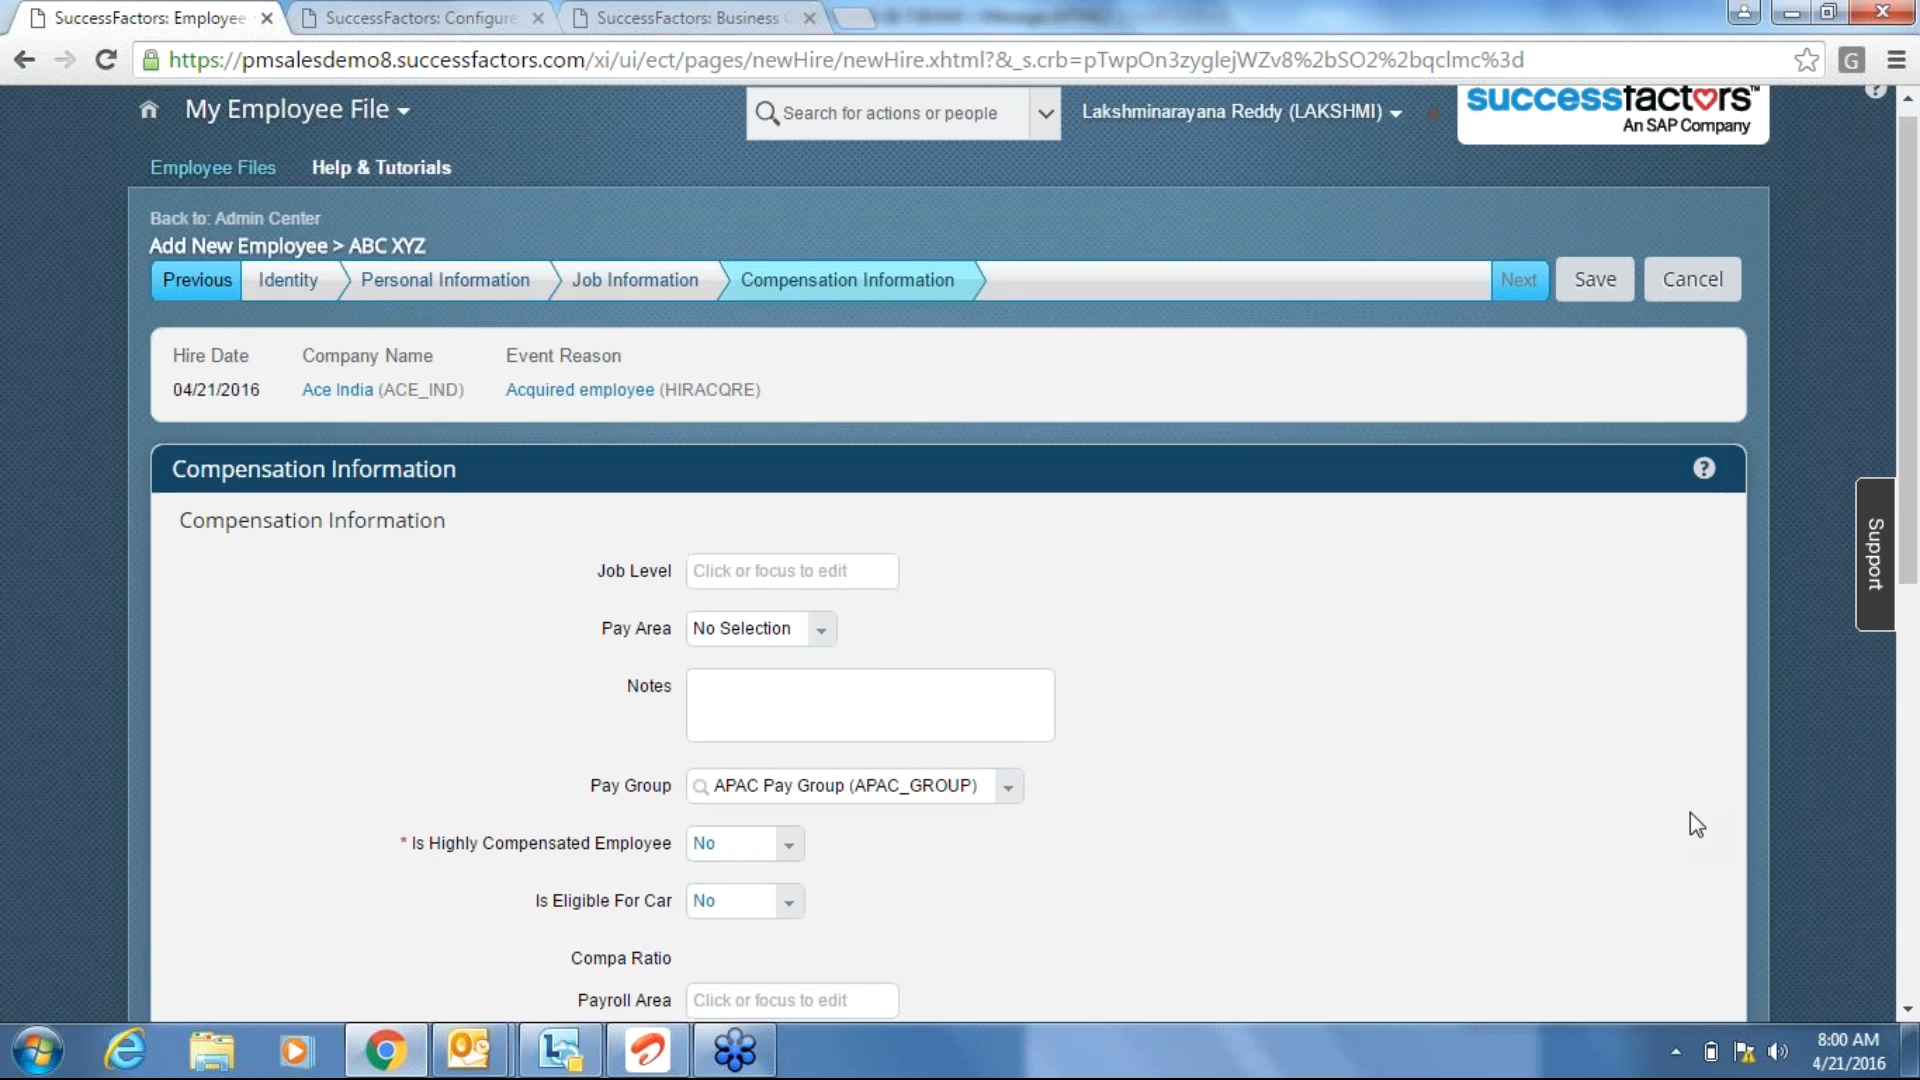 SuccessFactors: Employee
SuccessFactors: Configure
SuccessFactors: Business
https://pmsalesdemo8.successfactors.com/xi/ui/ect/pages/newHire/newHire.xhtml?&_s.crb=pTwpOn3zyglejWZv8%2bSO2%2bqclmc%3d
My Employee File
Search for actions or people
Lakshminarayana Reddy (LAKSHMI)
successfactors™
An SAP Company
Employee Files
Help & Tutorials
Back to: Admin Center
Add New Employee > ABC XYZ
Previous
Identity
Personal Information
Job Information
Compensation Information
Next
Save
Cancel
Hire Date
Company Name
Event Reason
04/21/2016
Ace India (ACE_IND)
Acquired employee (HIRACQRE)
Compensation Information
?
Compensation Information
Job Level
Click or focus to edit
Pay Area
No Selection
Notes
Pay Group
APAC Pay Group (APAC_GROUP)
* Is Highly Compensated Employee
No
Is Eligible For Car
No
Compa Ratio
Payroll Area
Click or focus to edit
Support
8:00 AM
4/21/2016